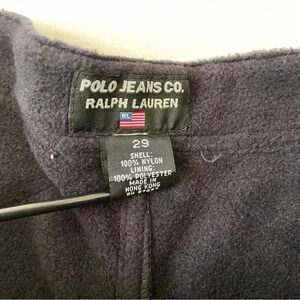 POLO JEANS CO.
RALPH LAUREN
RL
29
SHELL:
100% NYLON
LINING:
100% POLYESTER
MADE IN
HONG KONG